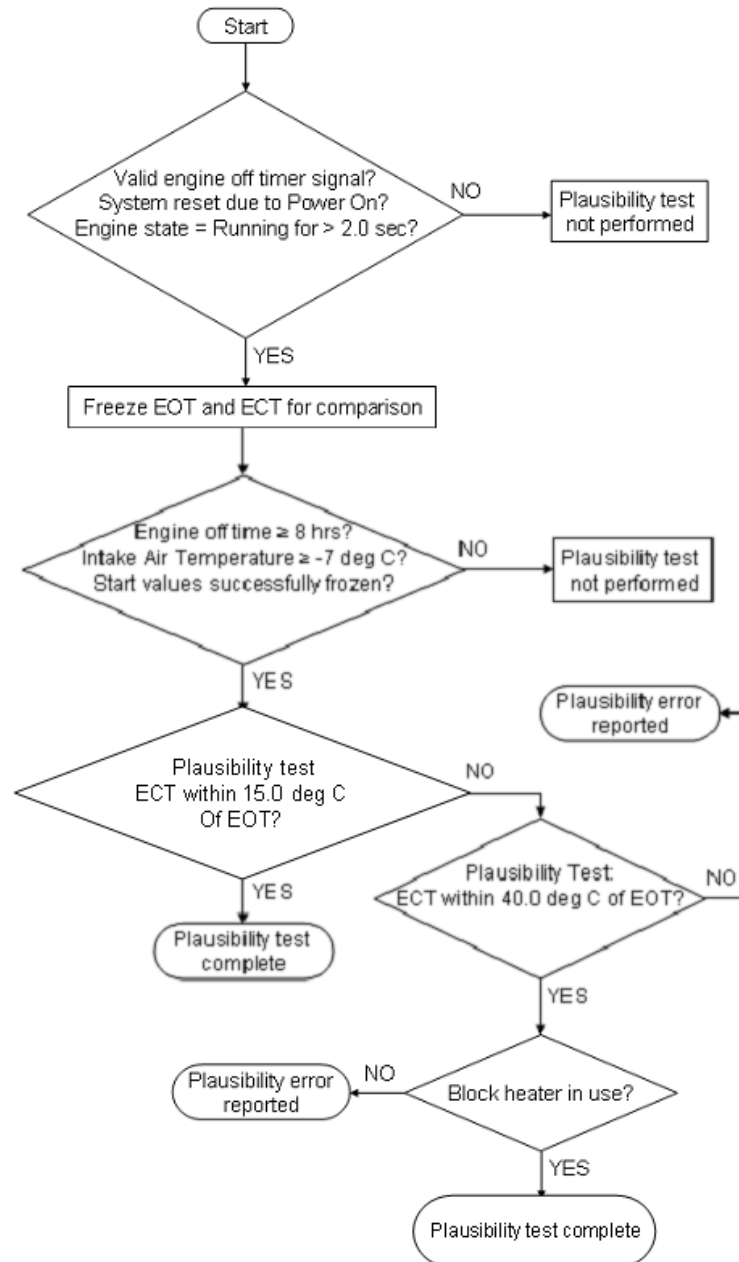 Start
Valid engine off timer signal?
System reset due to Power On?
Engine state = Running for > 2.0 sec?
NO
Plausibility test
not performed
YES
Freeze EOT and ECT for comparison
Engine off time ≥ 8 hrs?
Intake Air Temperature ≥ -7 deg C?
Start values successfully frozen?
NO
Plausibility test
not performed
YES
Plausibility error
reported
Plausibility test
ECT within 15.0 deg C
Of EOT?
NO
YES
Plausibility test
complete
Plausibility Test:
ECT within 40.0 deg C of EOT?
NO
YES
Block heater in use?
NO
Plausibility error
reported
YES
Plausibility test complete